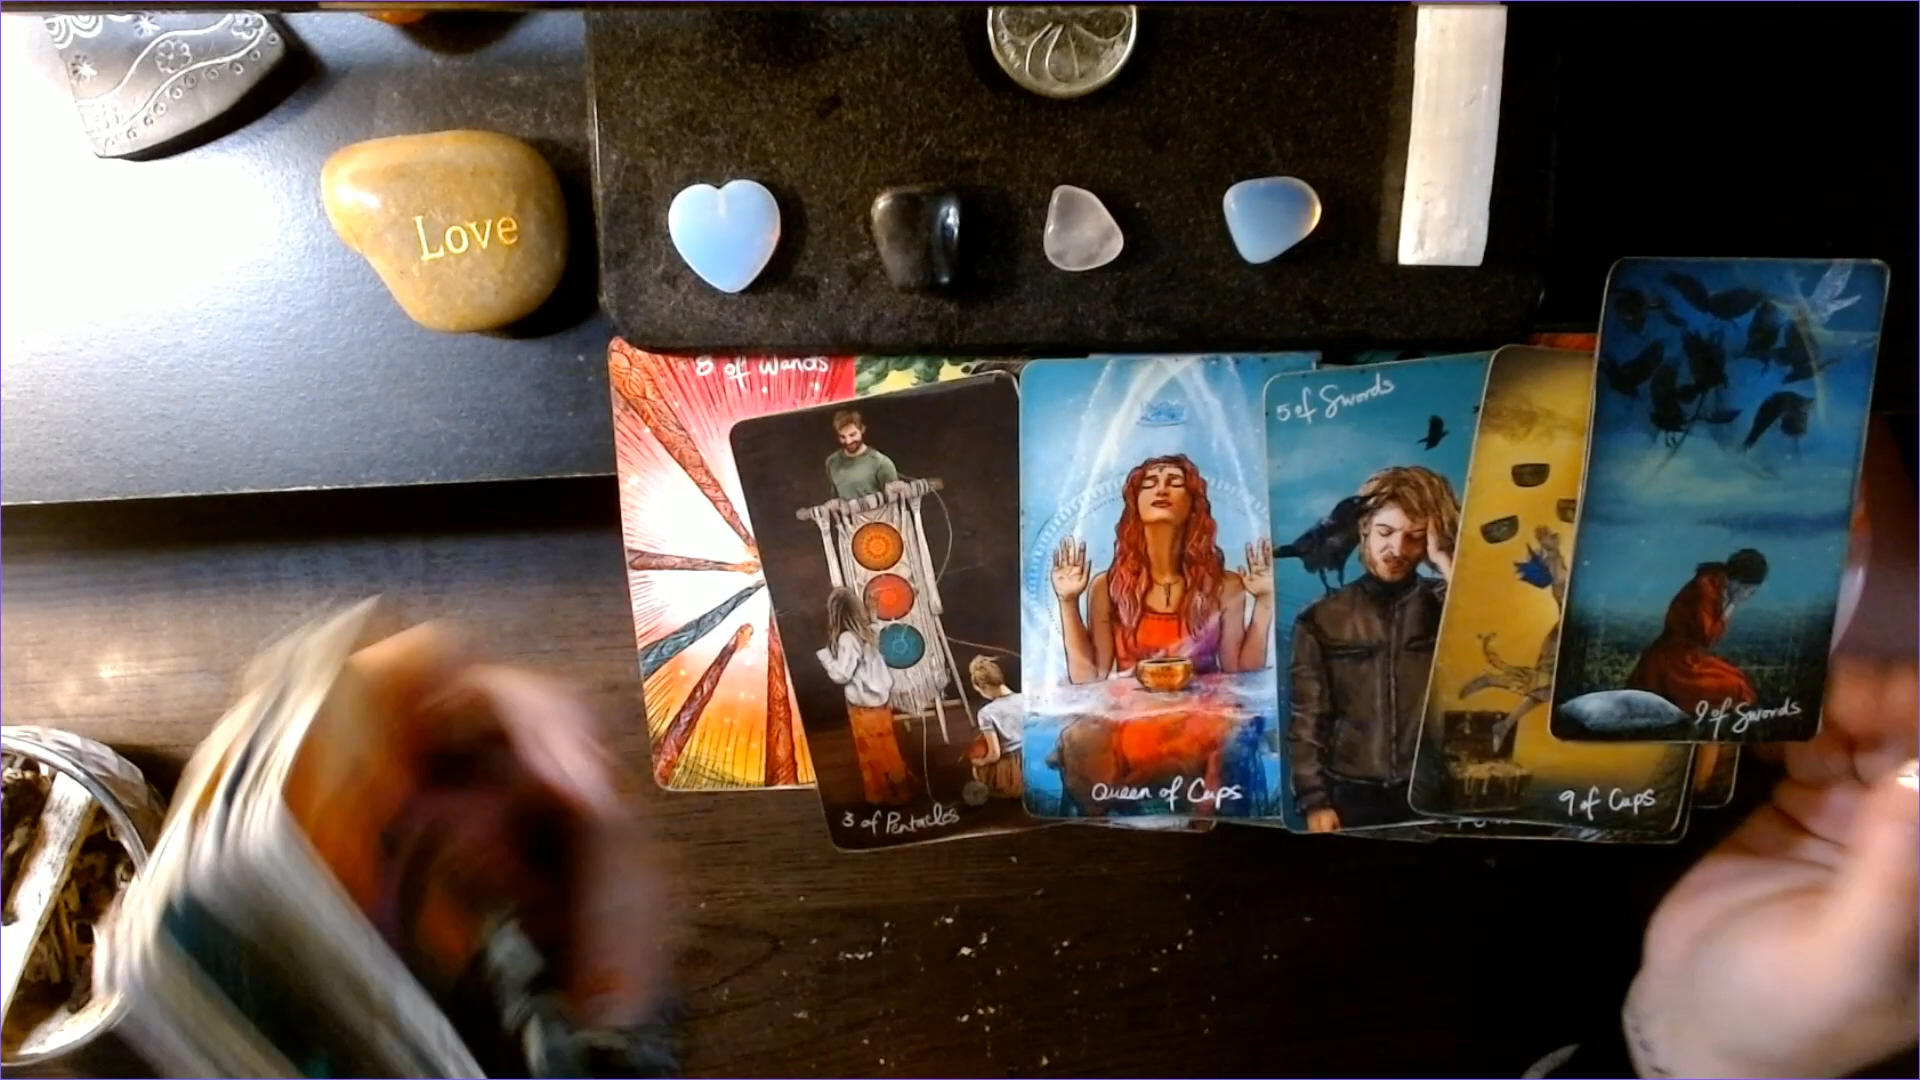 Love
8 of Wands
5 of Swords
9 of Swords
Queen of Cups
9 of Cups
3 of Pentacles